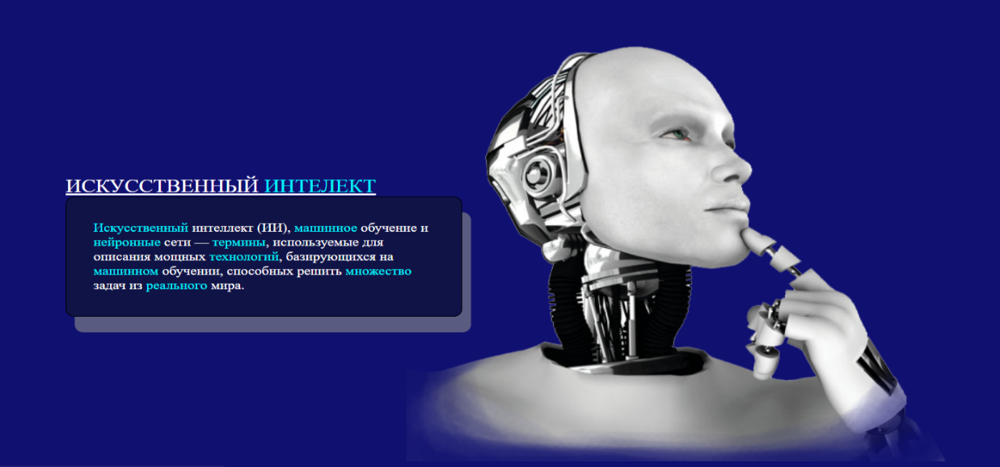 ИСКУССТВЕННЫЙ ИНТЕЛЕКТ
Искусственный интеллект (ИИ), машинное обучение и
нейронные сети — термины, используемые для
описания мощных технологий, базирующихся на
машинном обучении, способных решить множество
задач из реального мира.